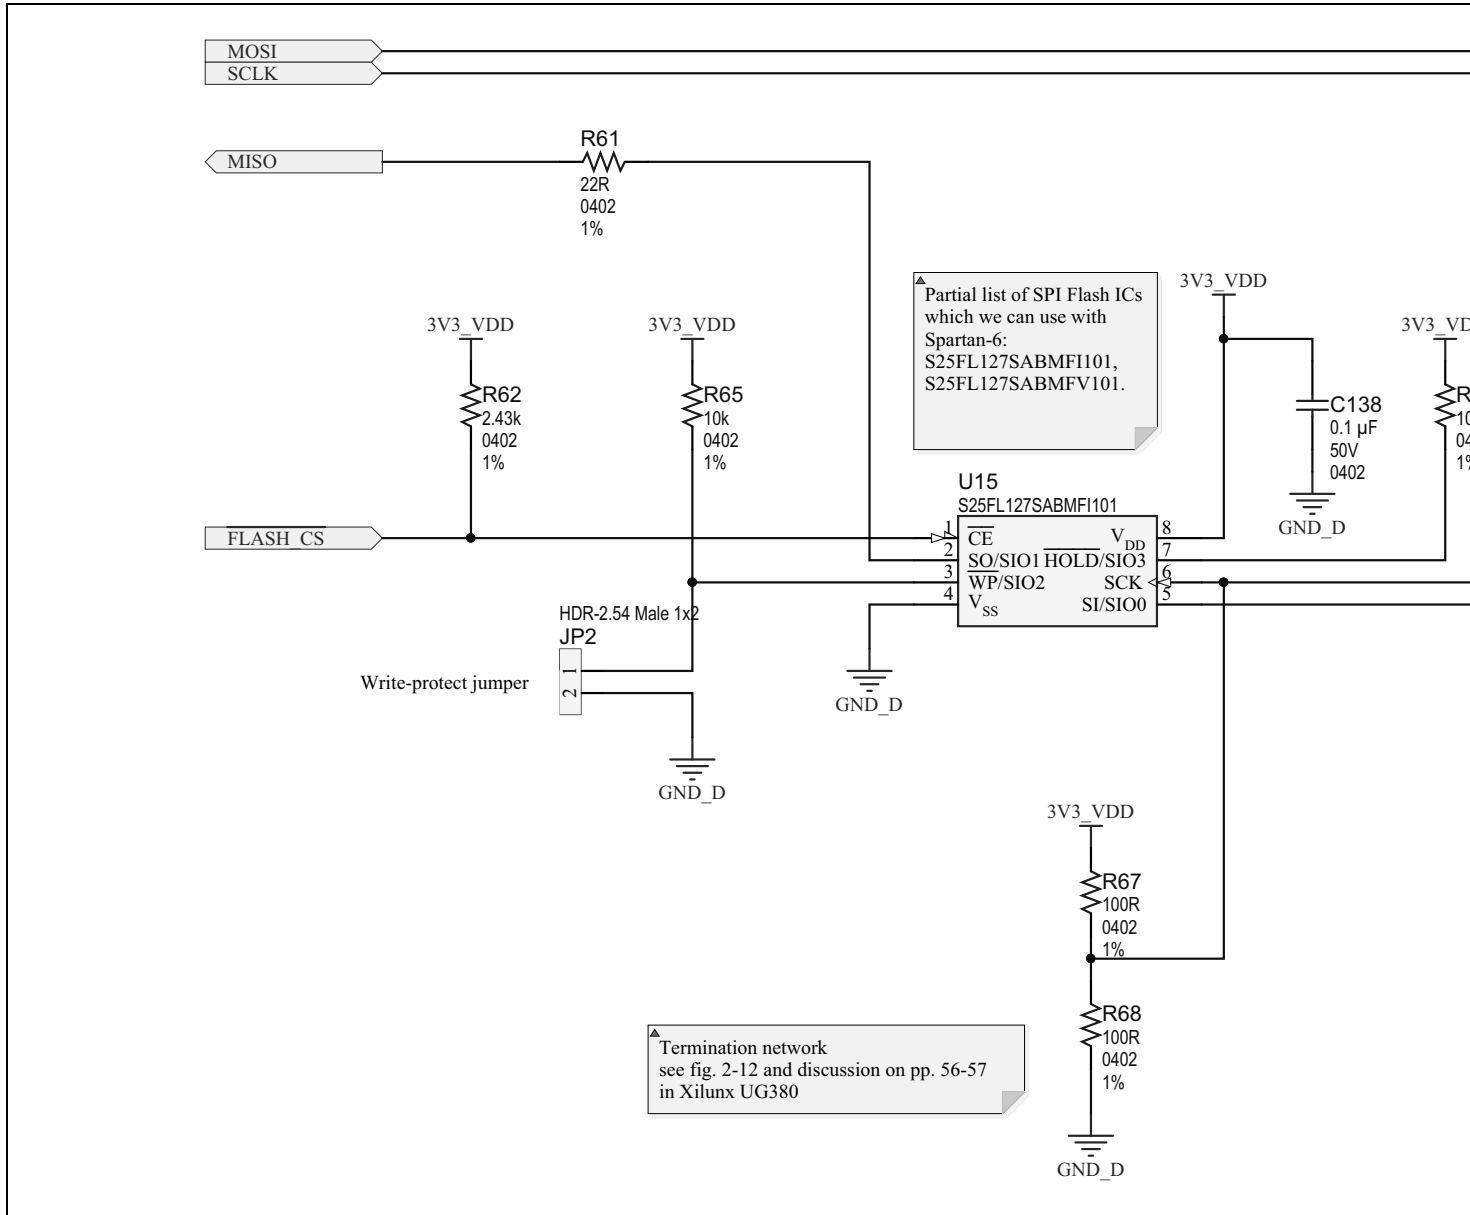 MOSI
SCLK
MISO
R61
22R
0402
1%
3V3_VDD
R62
2.43k
0402
1%
3V3_VDD
R65
10k
0402
1%
Partial list of SPI Flash ICs
which we can use with
Spartan-6:
S25FL127SABMFI101,
S25FL127SABMFV101.
3V3_VDD
C138
0.1 µF
50V
0402
GND_D
FLASH_CS
U15
S25FL127SABMFI101
1 CE VDD 8
2 SO/SIO1 HOLD/SIO3 7
3 WP/SIO2 SCK 6
4 VSS SI/SIO0 5
GND_D
HDR-2.54 Male 1x2
JP2
1
2
Write-protect jumper
GND_D
3V3_VDD
R67
100R
0402
1%
R68
100R
0402
1%
GND_D
Termination network
see fig. 2-12 and discussion on pp. 56-57
in Xilunx UG380